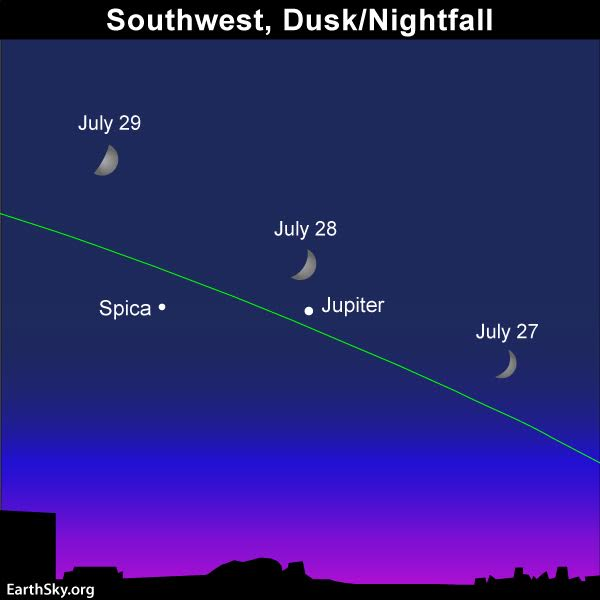 Southwest, Dusk/Nightfall
July 29
July 28
Spica
Jupiter
July 27
EarthSky.org